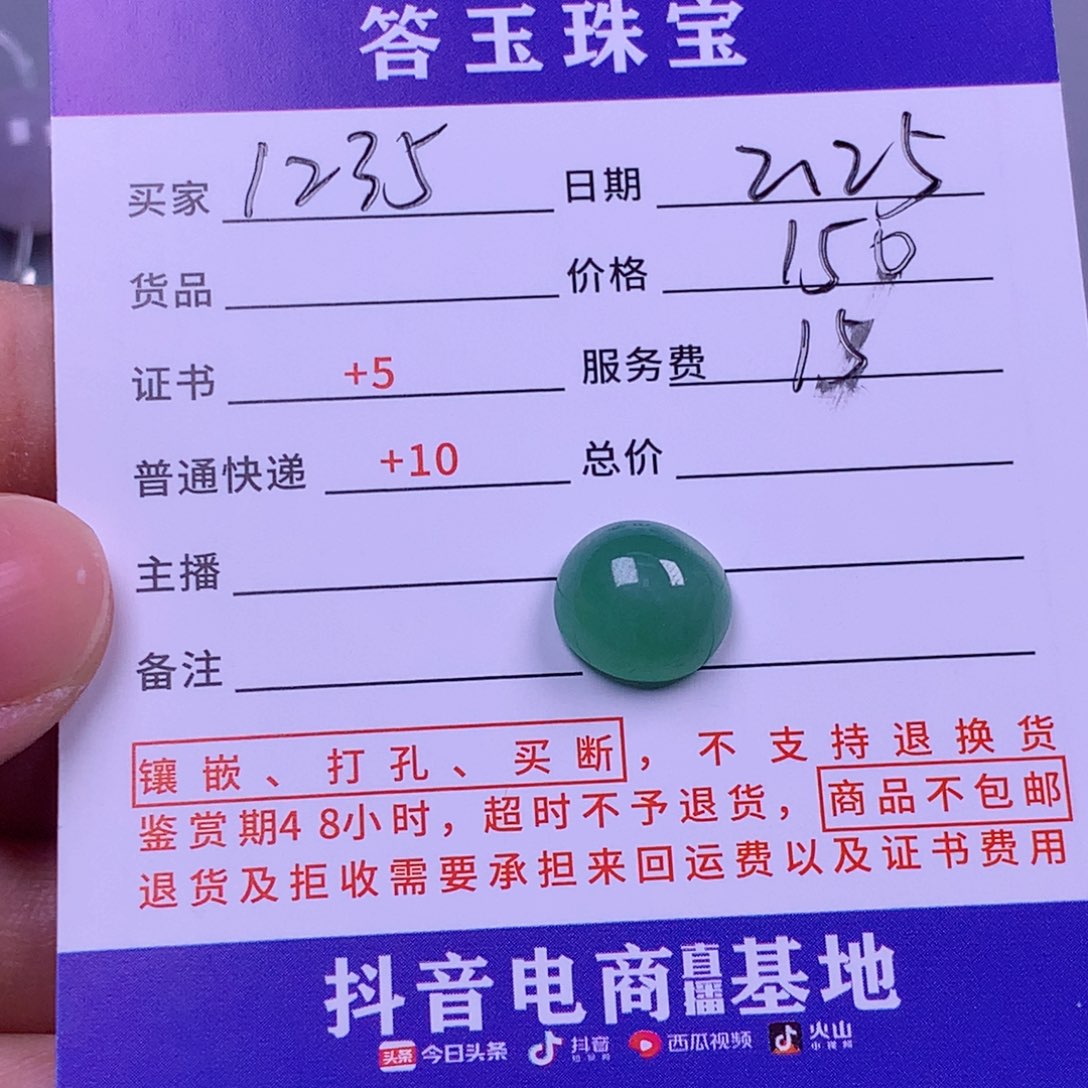 答玉珠宝
买家 1235 日期 2125
货品 价格 150
证书 +5 服务费 15
普通快递 +10 总价
主播
备注
镶嵌、打孔、买断，不支持退换货
鉴赏期48小时，超时不予退货，商品不包邮
退货及拒收需要承担来回运费以及证书费用
抖音电商直播基地
头条 今日头条 抖音 西瓜视频 火山